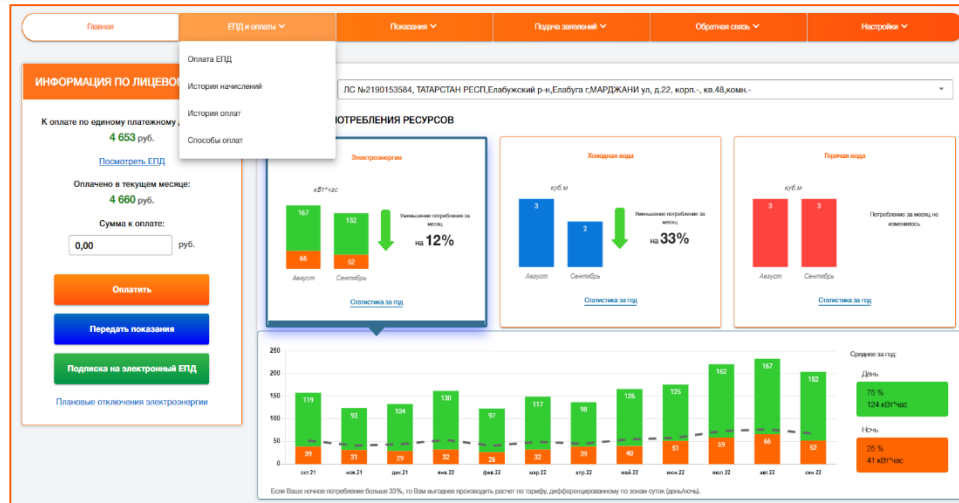 Главная
ЕПД и оплаты
Показания
Подача заявлений
Обратная связь
Настройки
Оплата ЕПД
История начислений
История оплат
Способы оплат
ИНФОРМАЦИЯ ПО ЛИЦЕВО
ЛС №2190153584, ТАТАРСТАН РЕСП,Елабужский р-н,Елабуга г,МАРДЖАНИ ул, д.22, корп.-, кв.48,комн.-
К оплате по единому платежному
4 653 руб.
Посмотреть ЕПД
Оплачено в текущем месяце:
4 660 руб.
Сумма к оплате:
0,00 руб.
Оплатить
Передать показания
Подписка на электронный ЕПД
Плановые отключения электроэнергии
ОТРЕБЛЕНИЯ РЕСУРСОВ
Электроэнергия
кВт*час
167
66
Август
152
52
Сентябрь
Уменьшение потребления за
месяц
на 12%
Статистика за год
Холодная вода
куб.м
3
Август
2
Сентябрь
Уменьшение потребления за
месяц
на 33%
Статистика за год
Горячая вода
куб.м
3
Август
3
Сентябрь
Потребление за месяц не
изменилось.
Статистика за год
250
200
150
100
50
0
119
93
104
130
97
117
98
126
125
162
167
152
39
31
29
32
26
32
39
40
51
59
66
52
окт.21
ноя.21
дек.21
янв.22
фев.22
мар.22
апр.22
май.22
июн.22
июл.22
авг.22
сен.22
Среднее за год:
День
75 %
124 кВт*час
Ночь
25 %
41 кВт*час
Если Ваше ночное потребление больше 33%, то Вам выгоднее производить расчет по тарифу, дифференцированному по зонам суток (день/ночь).